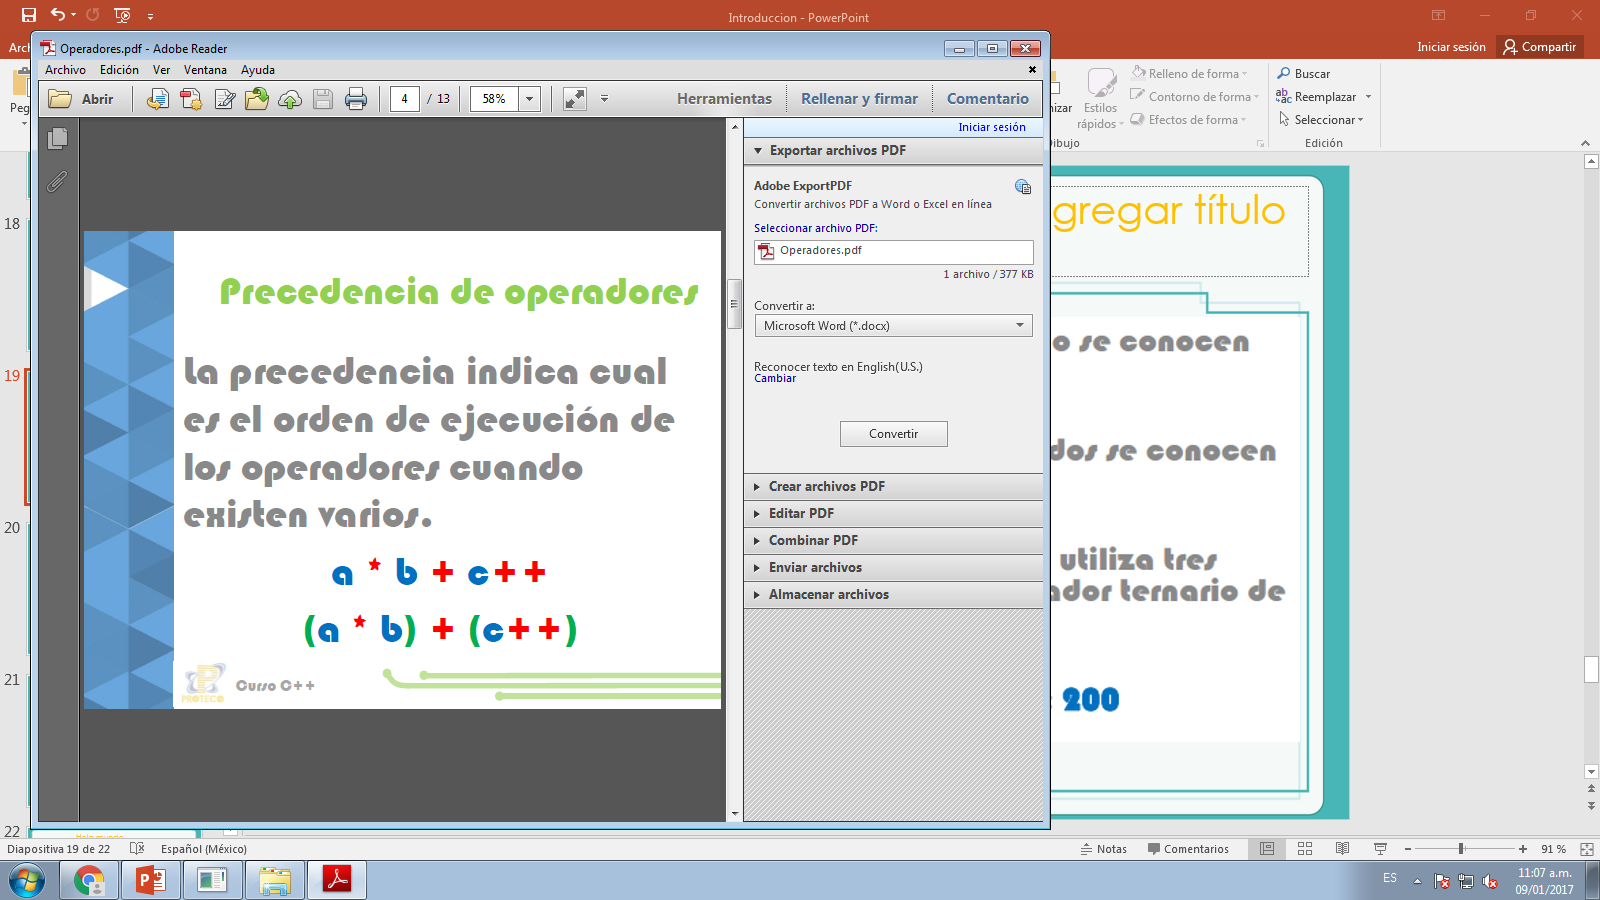 Introduccion - PowerPoint
Iniciar sesión
Compartir
Operadores.pdf - Adobe Reader
Archivo Edición Ver Ventana Ayuda
Abrir
4 / 13
58%
Herramientas
Rellenar y firmar
Comentario
Iniciar sesión
Exportar archivos PDF
Adobe ExportPDF
Convertir archivos PDF a Word o Excel en línea
Seleccionar archivo PDF:
Operadores.pdf
1 archivo / 377 KB
Convertir a:
Microsoft Word (*.docx)
Reconocer texto en English(U.S.)
Cambiar
Convertir
Crear archivos PDF
Editar PDF
Combinar PDF
Enviar archivos
Almacenar archivos
Precedencia de operadores
La precedencia indica cual
es el orden de ejecución de
los operadores cuando
existen varios.
a * b + c++
(a * b) + (c++)
PROTECO
Curso C++
Estilos
rápidos
Relleno de forma
Contorno de forma
Efectos de forma
Buscar
Reemplazar
Seleccionar
Edición
gregar título
o se conocen
dos se conocen
utiliza tres
ador ternario de
200
18
19
20
21
22
Diapositiva 19 de 22
Español (México)
Notas
Comentarios
91 %
ES
11:07 a.m.
09/01/2017